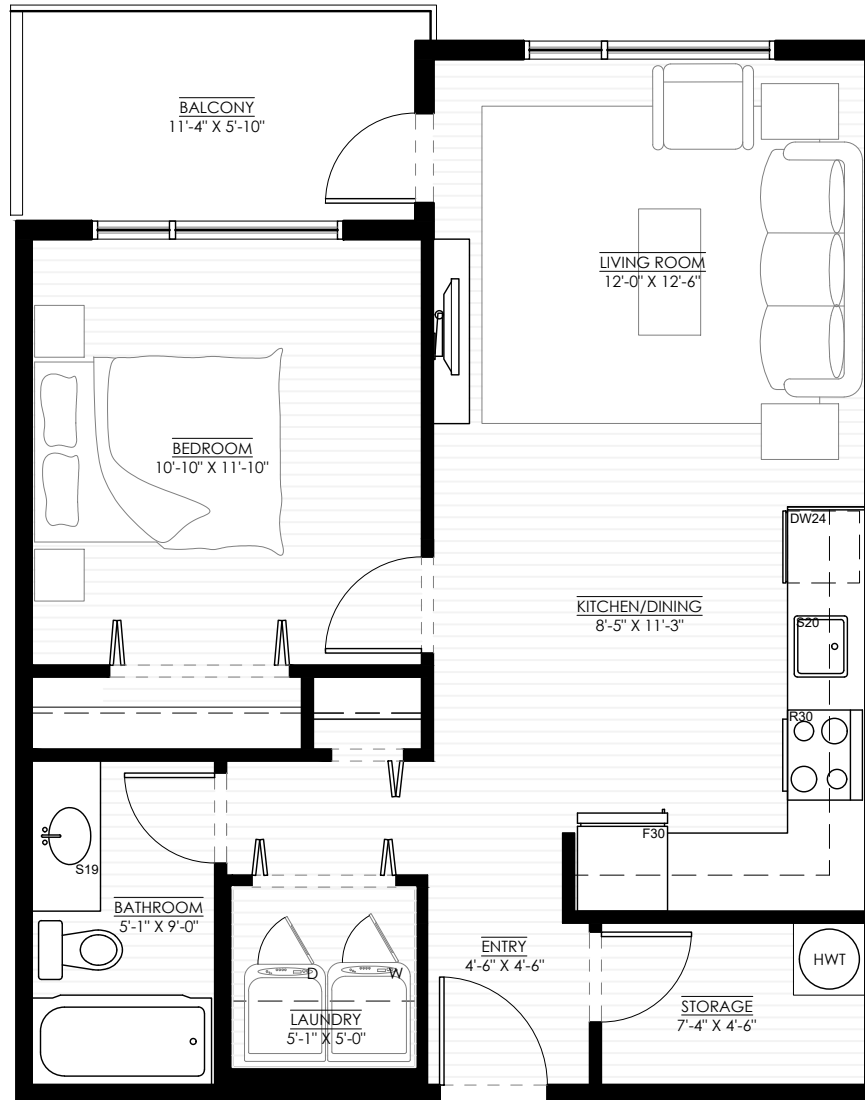 BALCONY
11'-4" X 5'-10"
LIVING ROOM
12'-0" X 12'-6"
BEDROOM
10'-10" X 11'-10"
DW24
KITCHEN/DINING
8'-5" X 11'-3"
S20
R30
F30
S19
BATHROOM
5'-1" X 9'-0"
ENTRY
4'-6" X 4'-6"
HWT
D
W
STORAGE
7'-4" X 4'-6"
LAUNDRY
5'-1" X 5'-0"